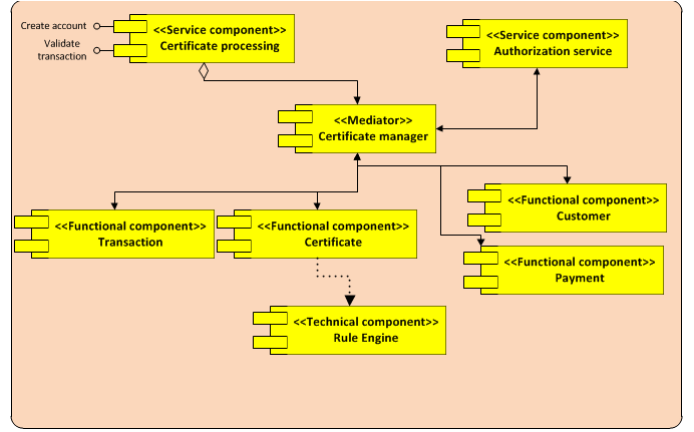 Create account
Validate
transaction
<<Service component>>
Certificate processing
<<Service component>>
Authorization service
<<Mediator>>
Certificate manager
<<Functional component>>
Transaction
<<Functional component>>
Certificate
<<Functional component>>
Customer
<<Functional component>>
Payment
<<Technical component>>
Rule Engine